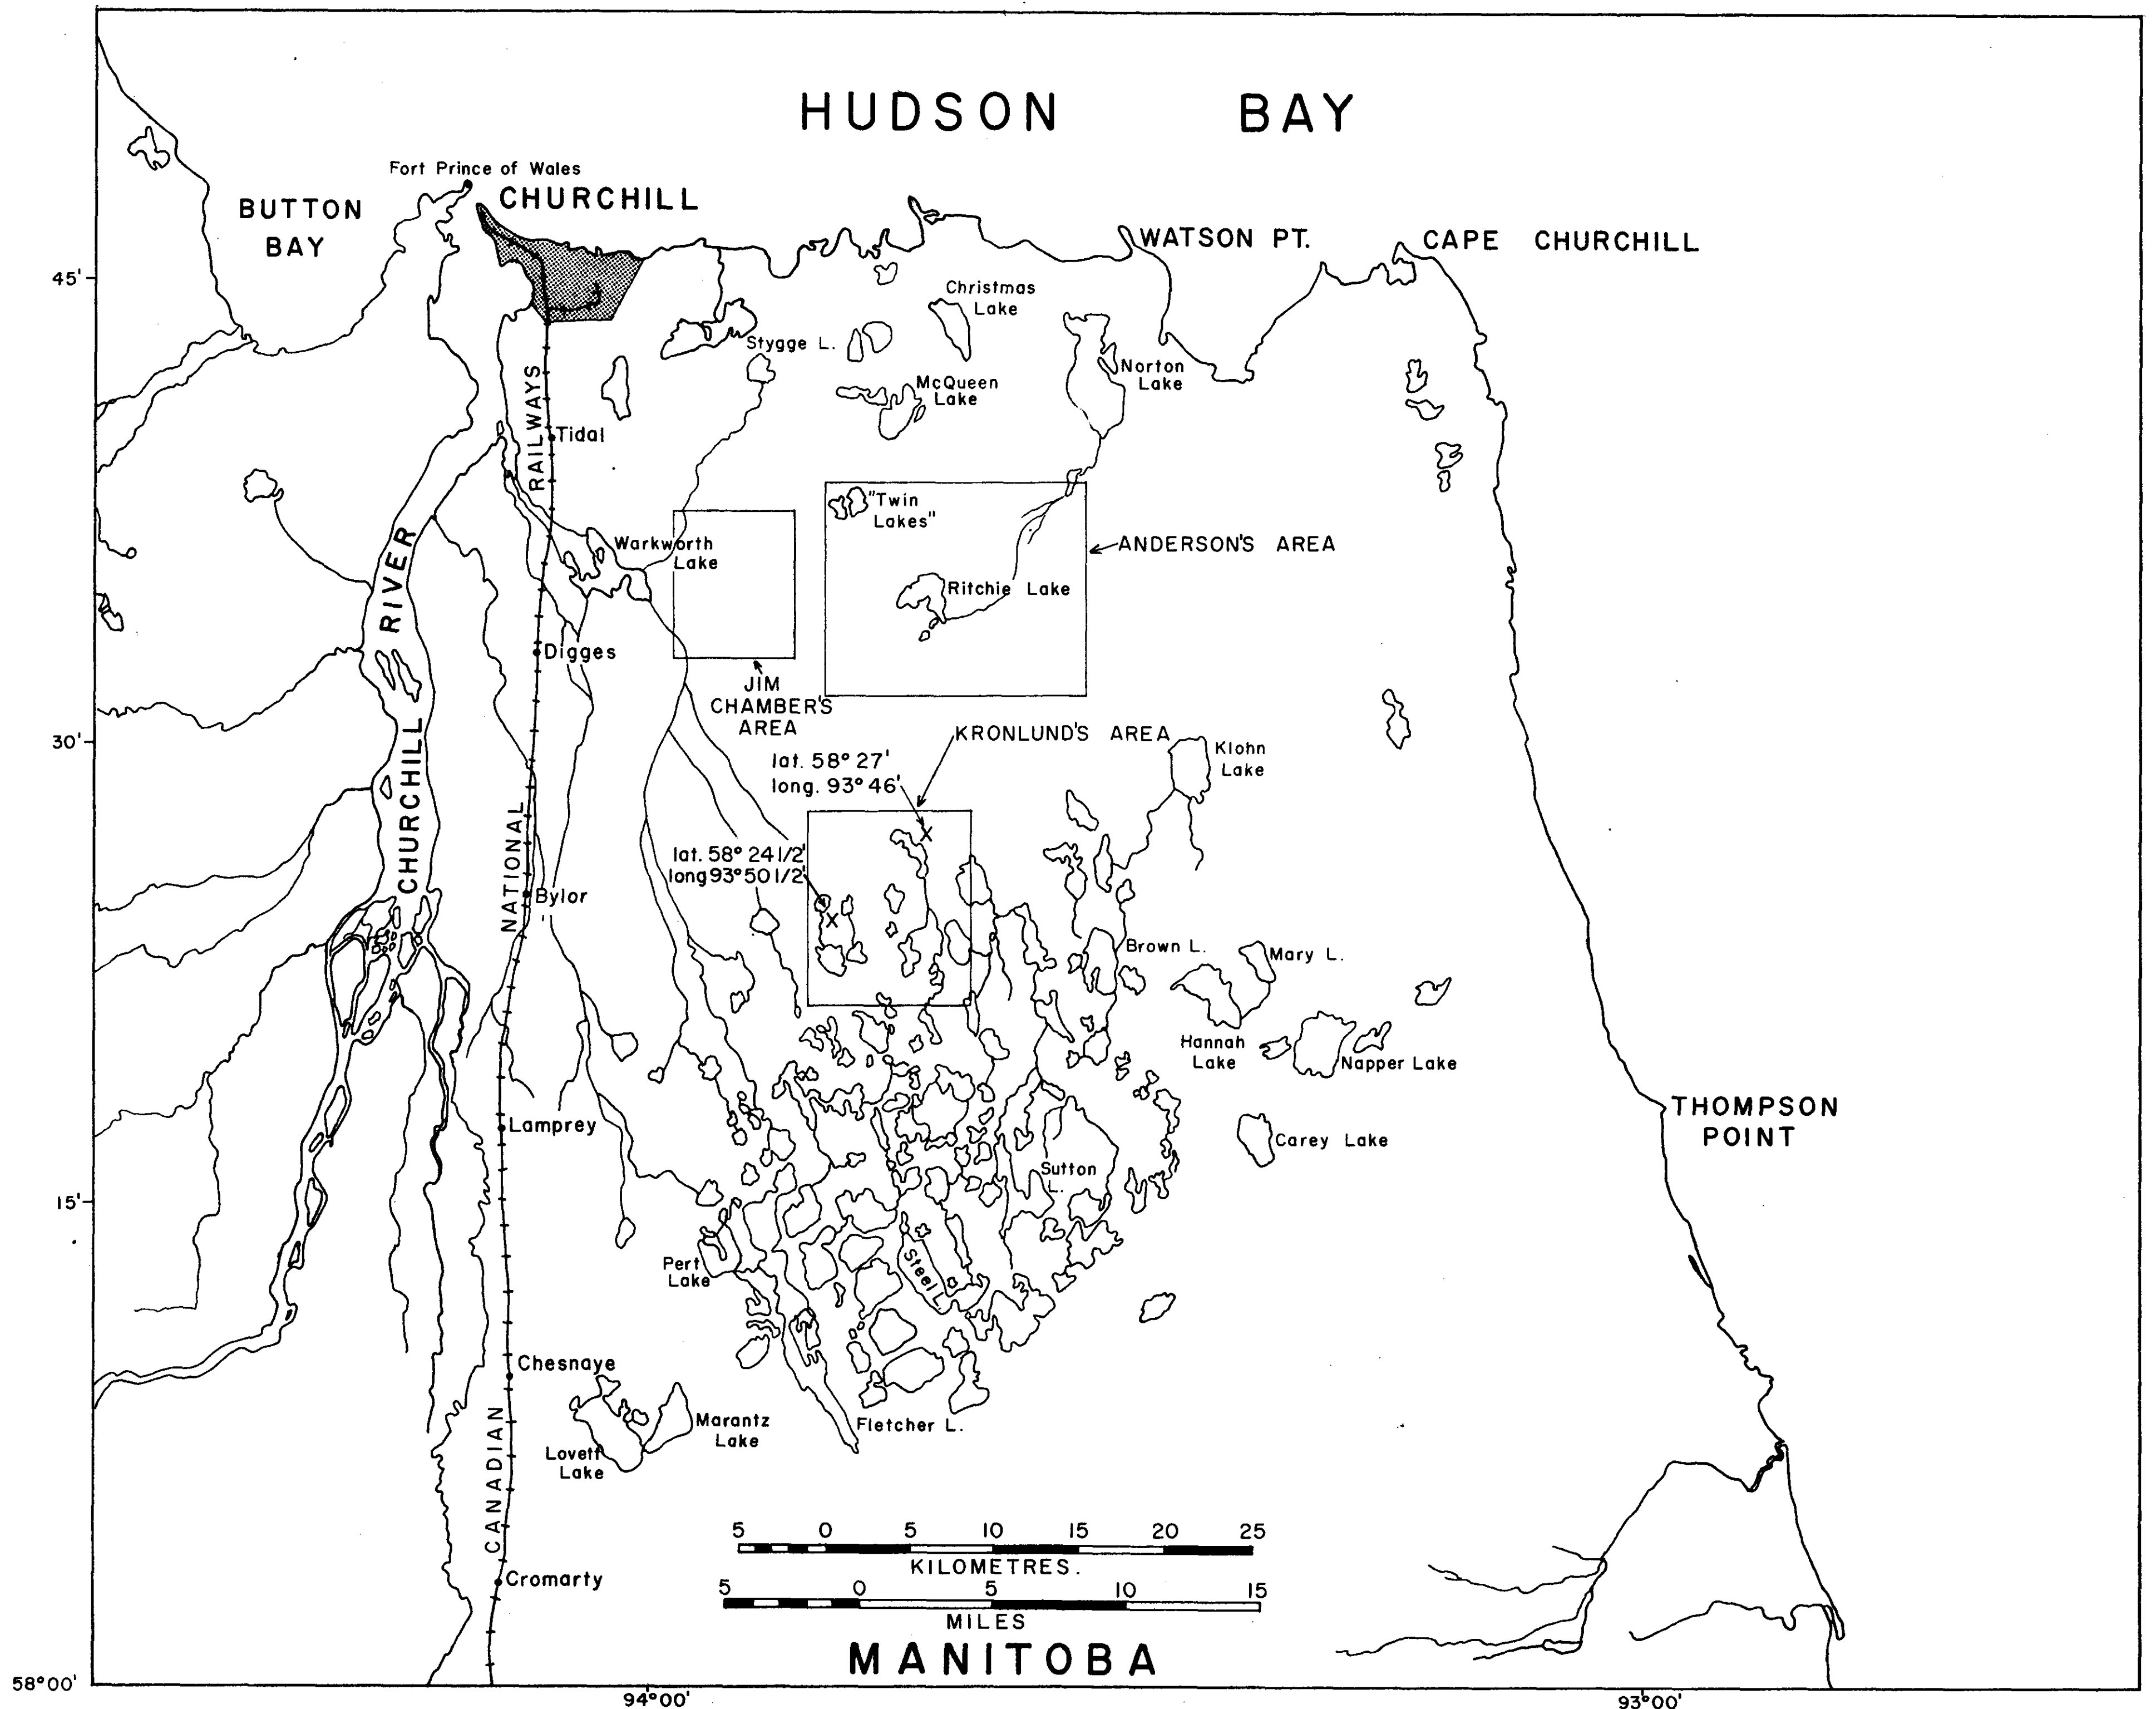 HUDSON BAY
Fort Prince of Wales
CHURCHILL
BUTTON
BAY
WATSON PT.
CAPE CHURCHILL
45'
Christmas
Lake
Stygge L.
Norton
Lake
McQueen
Lake
RAILWAYS
Tidal
"Twin
Lakes"
Warkworth
Lake
ANDERSON'S AREA
Ritchie Lake
RIVER
Digges
JIM
CHAMBER'S
AREA
KRONLUND'S AREA
30'
Klohn
Lake
lat. 58° 27'
long. 93° 46'
CHURCHILL
NATIONAL
lat. 58° 24 1/2'
long 93° 50 1/2'
Bylor
Brown L.
Mary L.
Hannah
Lake
Napper Lake
THOMPSON
POINT
Lamprey
Carey Lake
Sutton
L.
15'
Pert
Lake
Steel L.
Chesnaye
Marantz
Lake
Fletcher L.
Lovett
Lake
CANADIAN
5 0 5 10 15 20 25
KILOMETRES.
Cromarty
5 0 5 10 15
MILES
MANITOBA
58°00'
94°00'
93°00'